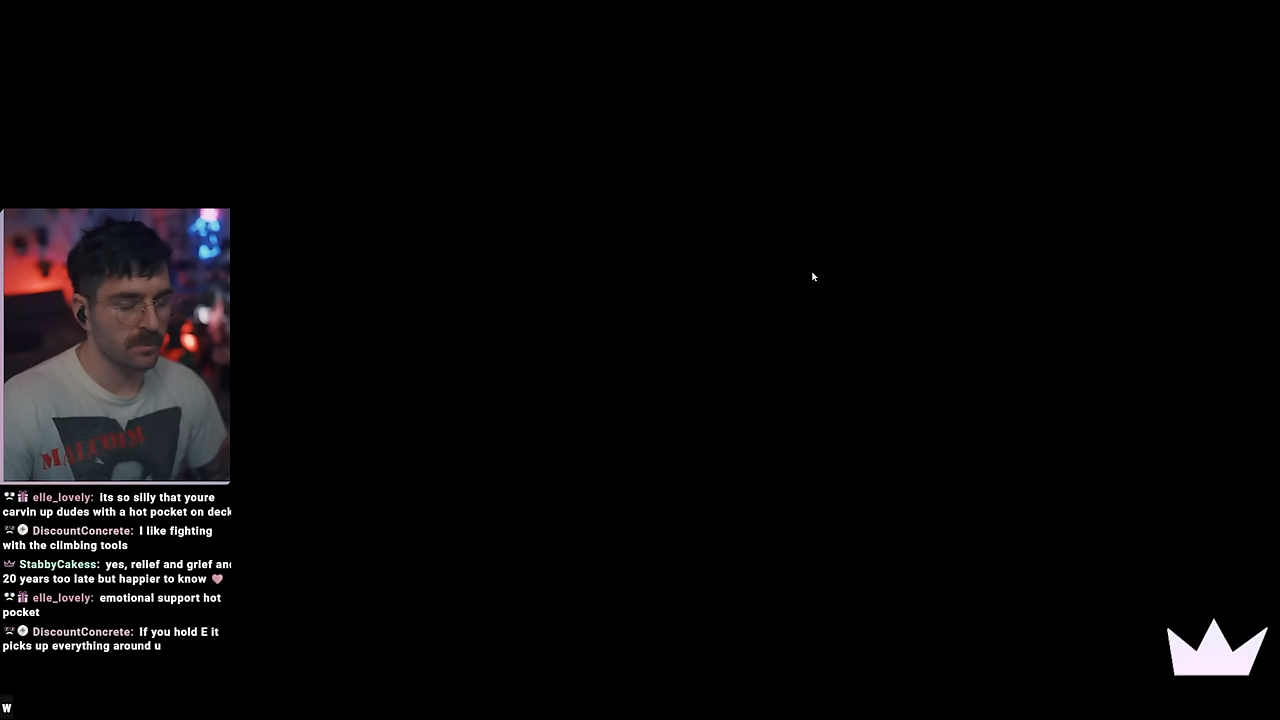 MALCOLM
elle_lovely: its so silly that youre
carvin up dudes with a hot pocket on deck
DiscountConcrete: I like fighting
with the climbing tools
StabbyCakess: yes, relief and grief and
20 years too late but happier to know
elle_lovely: emotional support hot
pocket
DiscountConcrete: If you hold E it
picks up everything around u
W